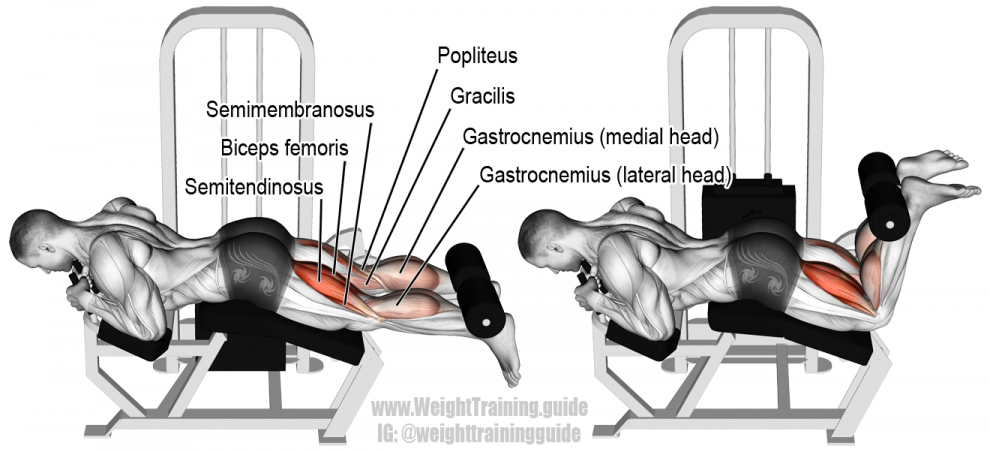 Popliteus
Gracilis
Semimembranosus
Gastrocnemius (medial head)
Biceps femoris
Gastrocnemius (lateral head)
Semitendinosus
www.WeightTraining.guide
IG: @weighttrainingguide